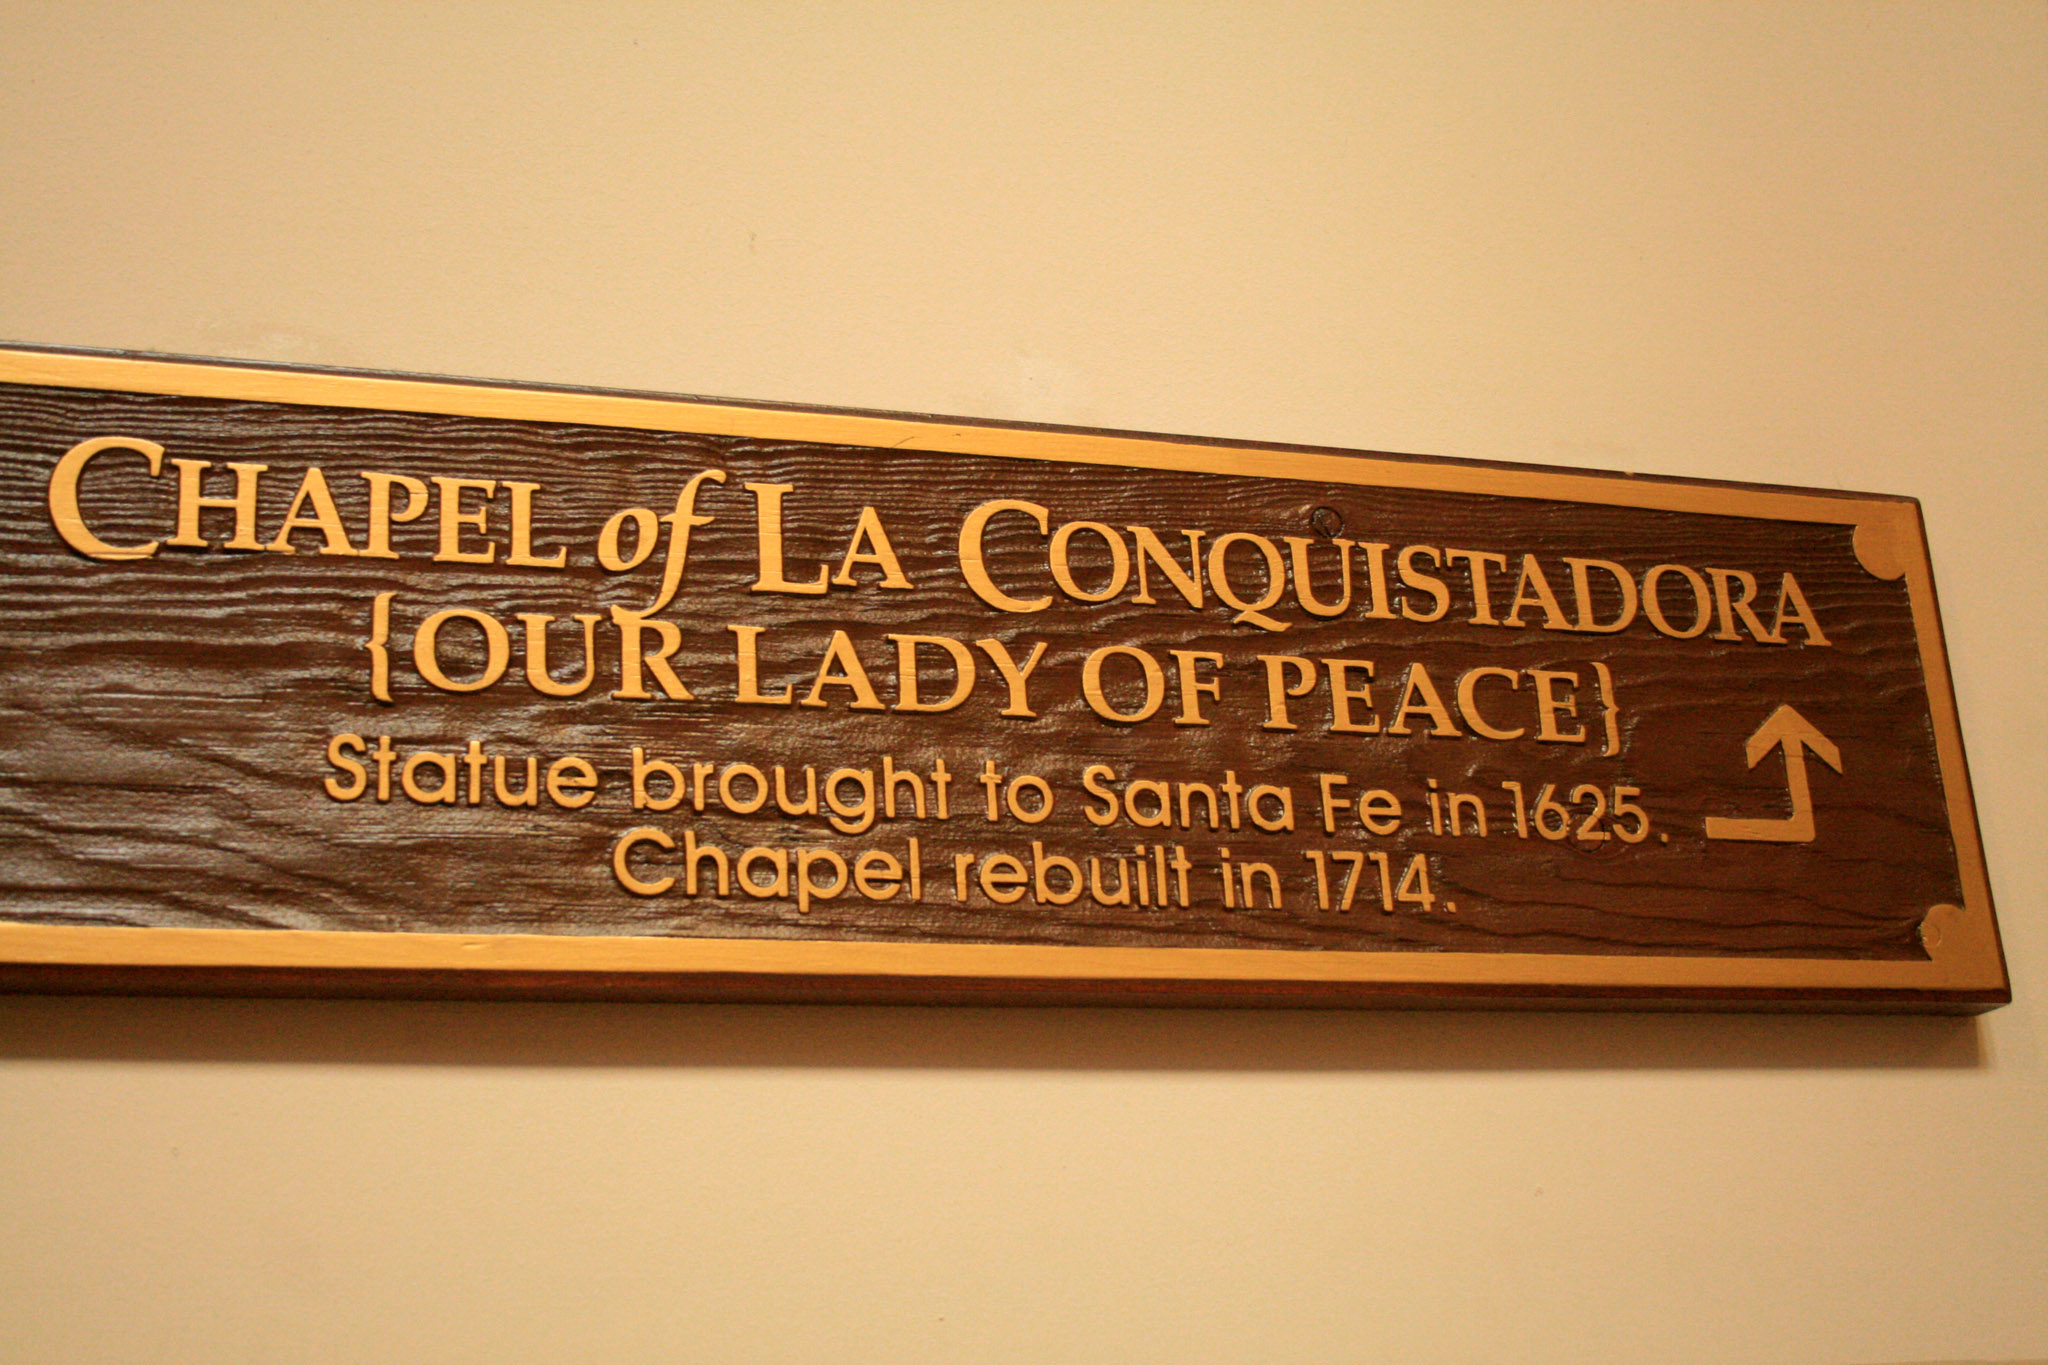 CHAPEL of LA CONQUISTADORA
{OUR LADY OF PEACE}
Statue brought to Santa Fe in 1625.
Chapel rebuilt in 1714.